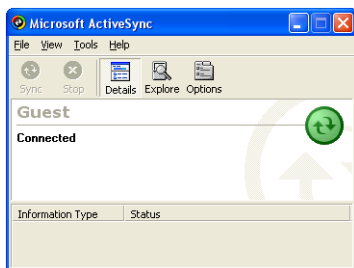 Microsoft ActiveSync
File View Tools Help
Sync Stop Details Explore Options
Guest
Connected
Information Type Status